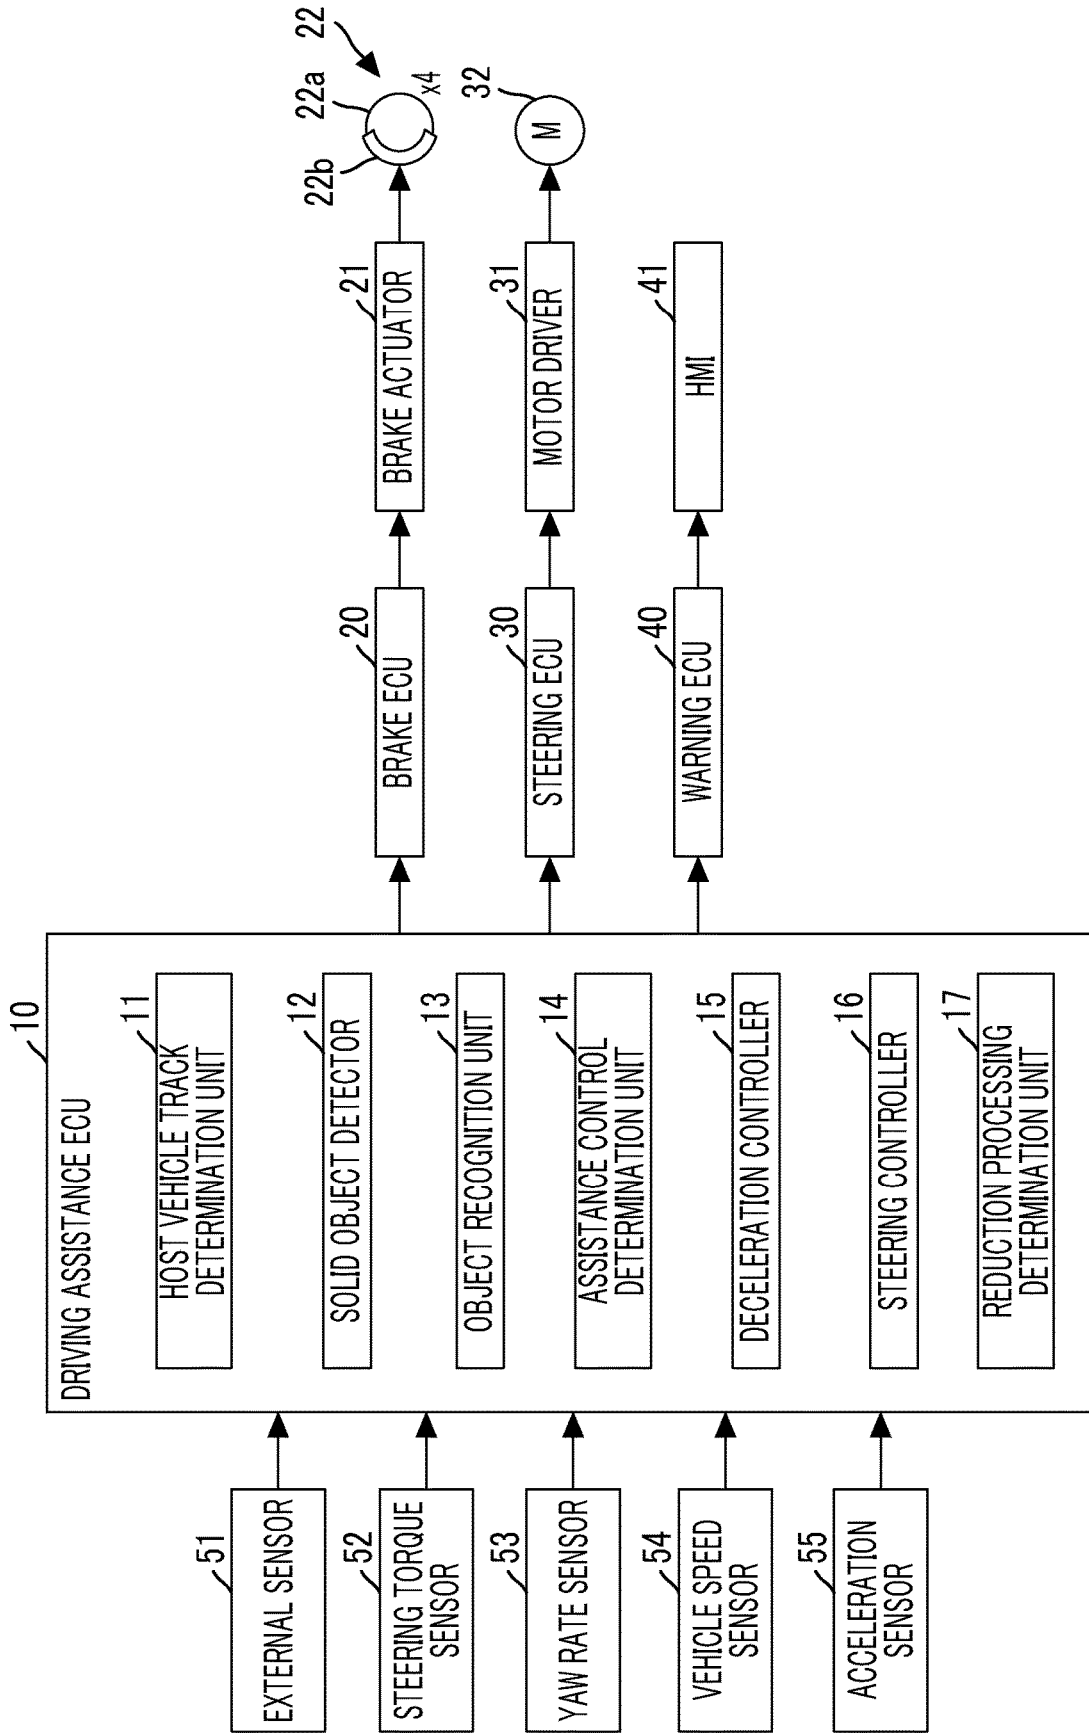 10
DRIVING ASSISTANCE ECU
11
HOST VEHICLE TRACK
DETERMINATION UNIT
12
SOLID OBJECT DETECTOR
13
OBJECT RECOGNITION UNIT
14
ASSISTANCE CONTROL
DETERMINATION UNIT
15
DECELERATION CONTROLLER
16
STEERING CONTROLLER
17
REDUCTION PROCESSING
DETERMINATION UNIT
51
EXTERNAL SENSOR
52
STEERING TORQUE
SENSOR
53
YAW RATE SENSOR
54
VEHICLE SPEED
SENSOR
55
ACCELERATION
SENSOR
20
BRAKE ECU
21
BRAKE ACTUATOR
22
22a
22b
x4
30
STEERING ECU
31
MOTOR DRIVER
32
M
40
WARNING ECU
41
HMI